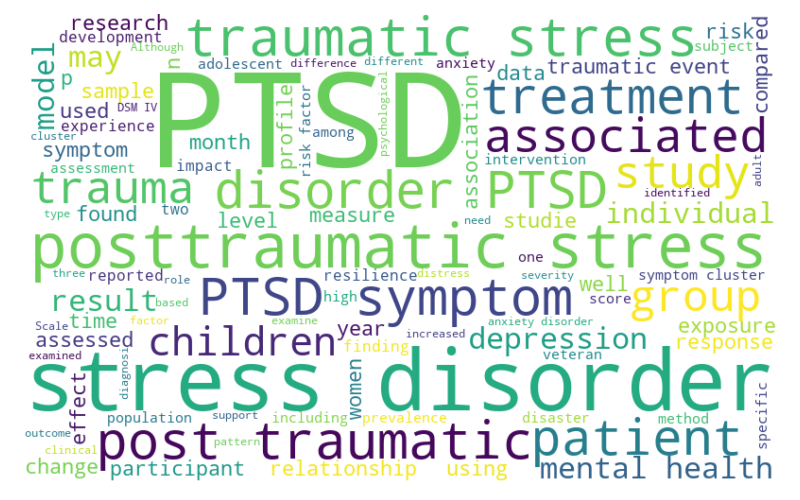 research
development
Although
traumatic stress
risk
subject
may
model
p
n
adolescent
difference
different
anxiety
data
traumatic event
compared
sample
used
DSM IV
experience
cluster
PTSD
profile
risk factor
among
psychological
association
treatment
symptom
month
impact
associated
intervention
study
adult
assessment
trauma
disorder
PTSD
identified
individual
type
found
two
level
measure
studie
need
posttraumatic stress
one
three
reported
role
resilience
distress
severity
symptom cluster
result
based
PTSD
high
symptom
well
score
group
Scale
time
factor
examine
year
increased
anxiety disorder
exposure
assessed
children
finding
depression
response
examined
diagnosi
veteran
stress disorder
effect
women
population
support
including
prevalence
disaster
method
specific
outcome
post traumatic
patient
clinical
pattern
change
participant
relationship
using
mental health